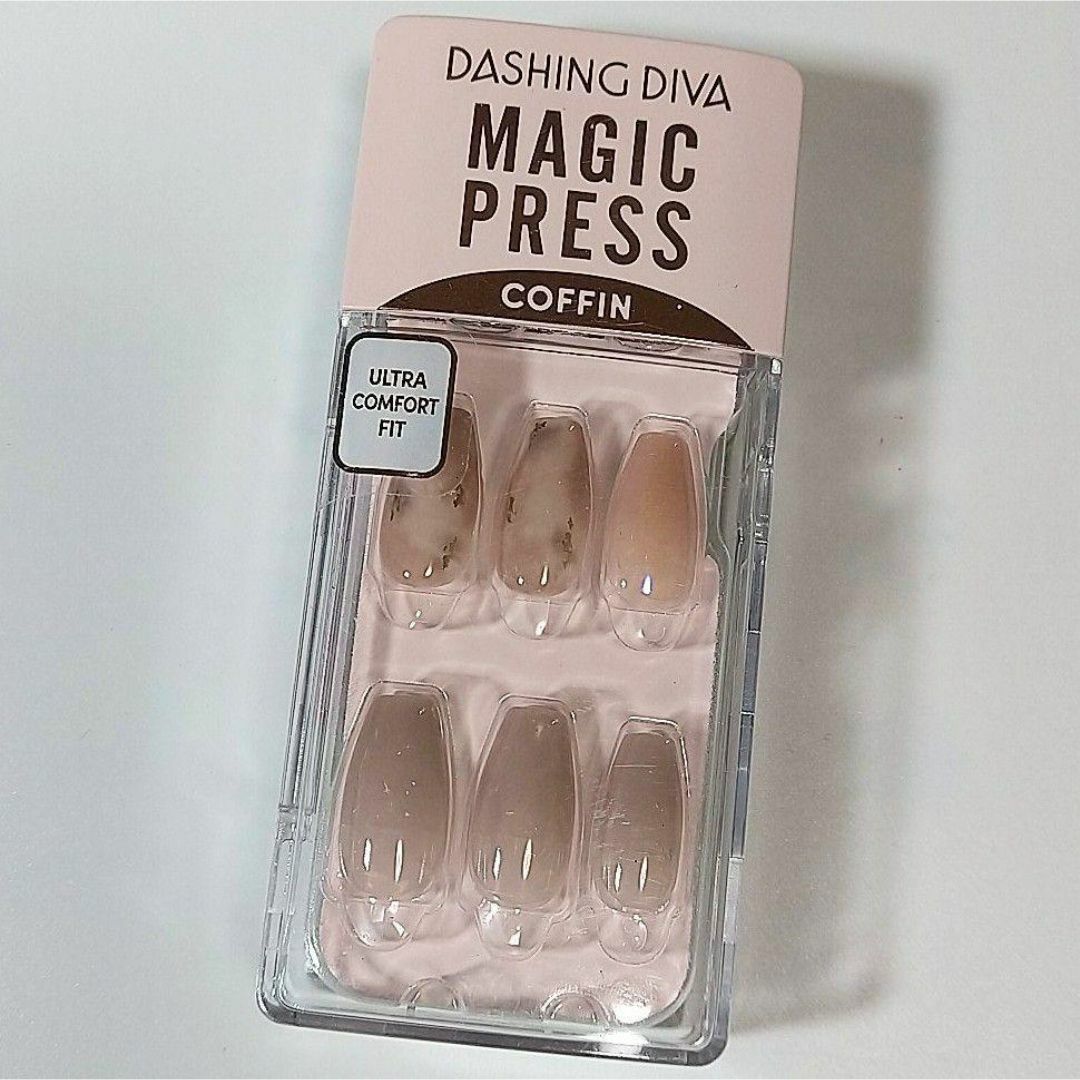 DASHING DIVA
MAGIC
PRESS
COFFIN
ULTRA
COMFORT
FIT